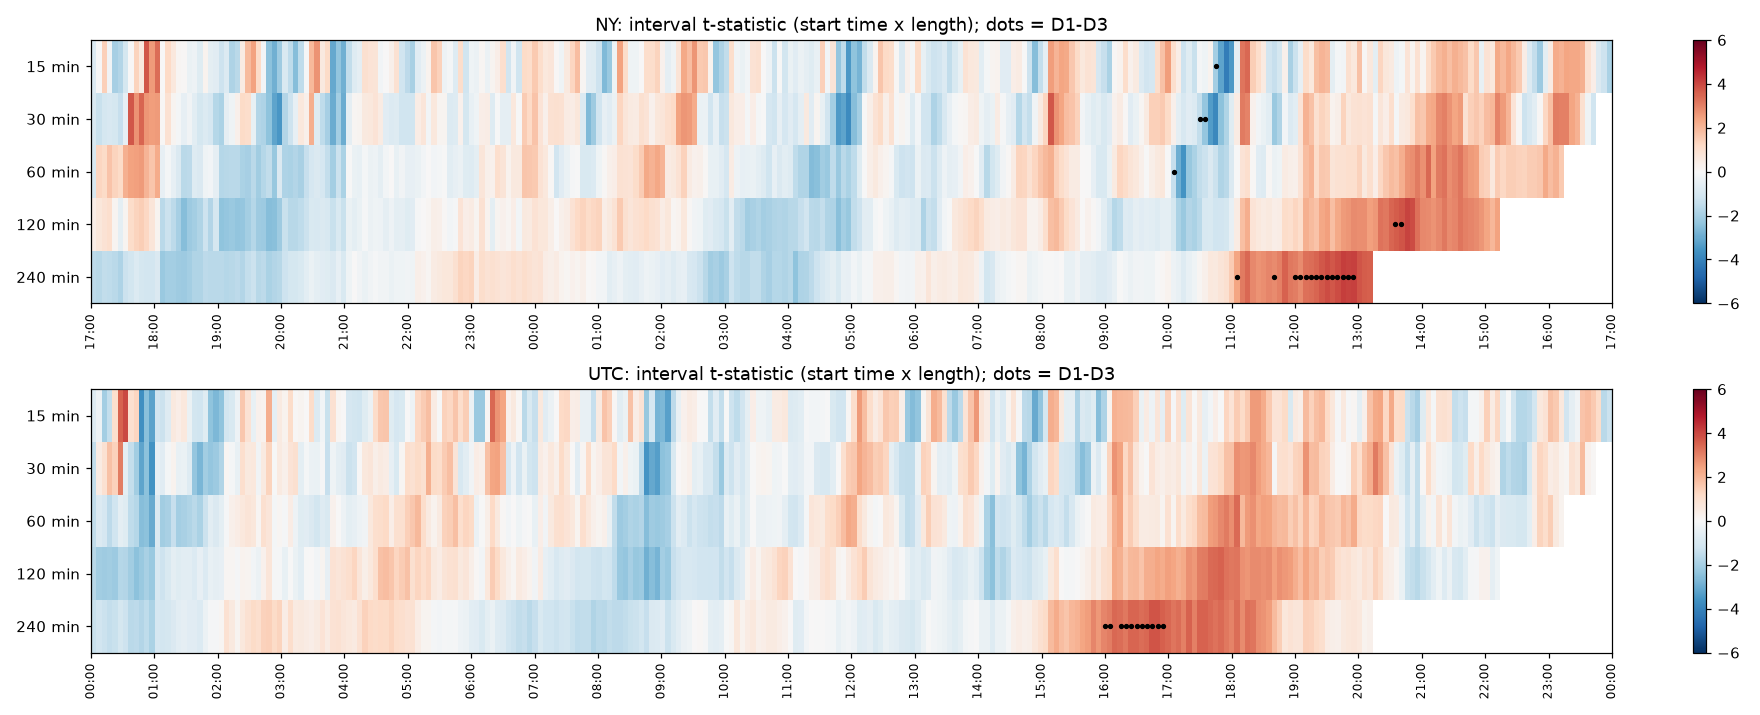 NY: interval t-statistic (start time x length); dots = D1-D3
15 min
30 min
60 min
120 min
240 min
17:00 18:00 19:00 20:00 21:00 22:00 23:00 00:00 01:00 02:00 03:00 04:00 05:00 06:00 07:00 08:00 09:00 10:00 11:00 12:00 13:00 14:00 15:00 16:00 17:00
6
4
2
0
−2
−4
−6
UTC: interval t-statistic (start time x length); dots = D1-D3
15 min
30 min
60 min
120 min
240 min
00:00 01:00 02:00 03:00 04:00 05:00 06:00 07:00 08:00 09:00 10:00 11:00 12:00 13:00 14:00 15:00 16:00 17:00 18:00 19:00 20:00 21:00 22:00 23:00 00:00
6
4
2
0
−2
−4
−6